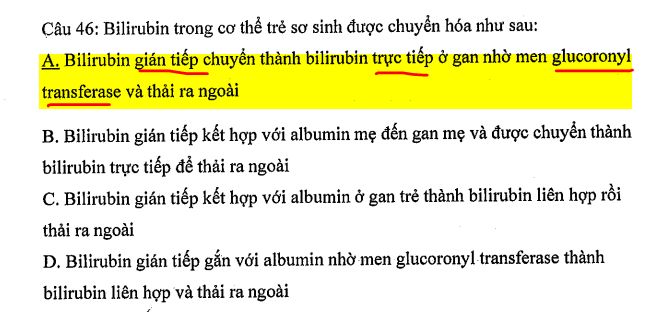 Câu 46: Bilirubin trong cơ thể trẻ sơ sinh được chuyển hóa như sau:
A. Bilirubin gián tiếp chuyển thành bilirubin trực tiếp ở gan nhờ men glucoronyl
transferase và thải ra ngoài
B. Bilirubin gián tiếp kết hợp với albumin mẹ đến gan mẹ và được chuyển thành
bilirubin trực tiếp để thải ra ngoài
C. Bilirubin gián tiếp kết hợp với albumin ở gan trẻ thành bilirubin liên hợp rồi
thải ra ngoài
D. Bilirubin gián tiếp gắn với albumin nhờ men glucoronyl transferase thành
bilirubin liên hợp và thải ra ngoài